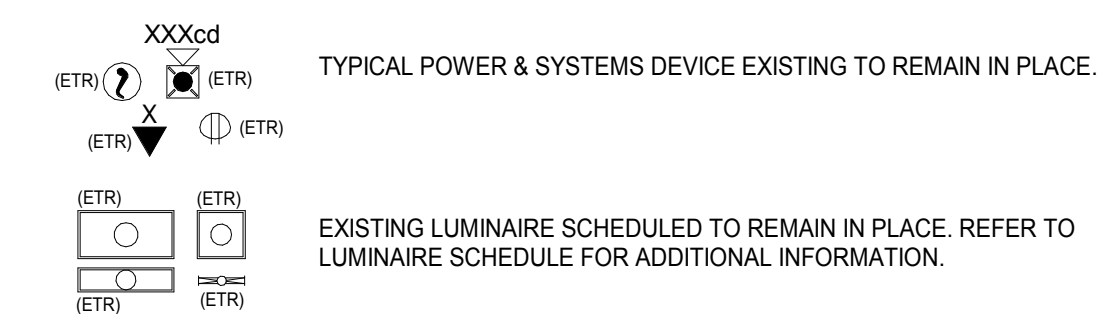 XXXcd
(ETR) (ETR)
TYPICAL POWER & SYSTEMS DEVICE EXISTING TO REMAIN IN PLACE.
X
(ETR) (ETR)
(ETR) (ETR)
EXISTING LUMINAIRE SCHEDULED TO REMAIN IN PLACE. REFER TO
LUMINAIRE SCHEDULE FOR ADDITIONAL INFORMATION.
(ETR) (ETR)